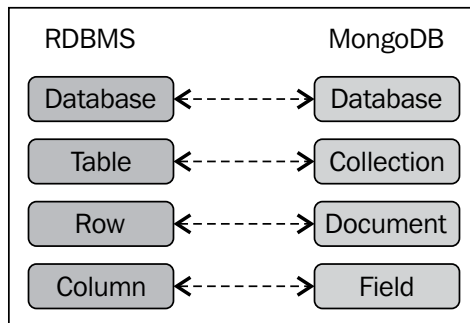 RDBMS MongoDB
Database Database
Table Collection
Row Document
Column Field